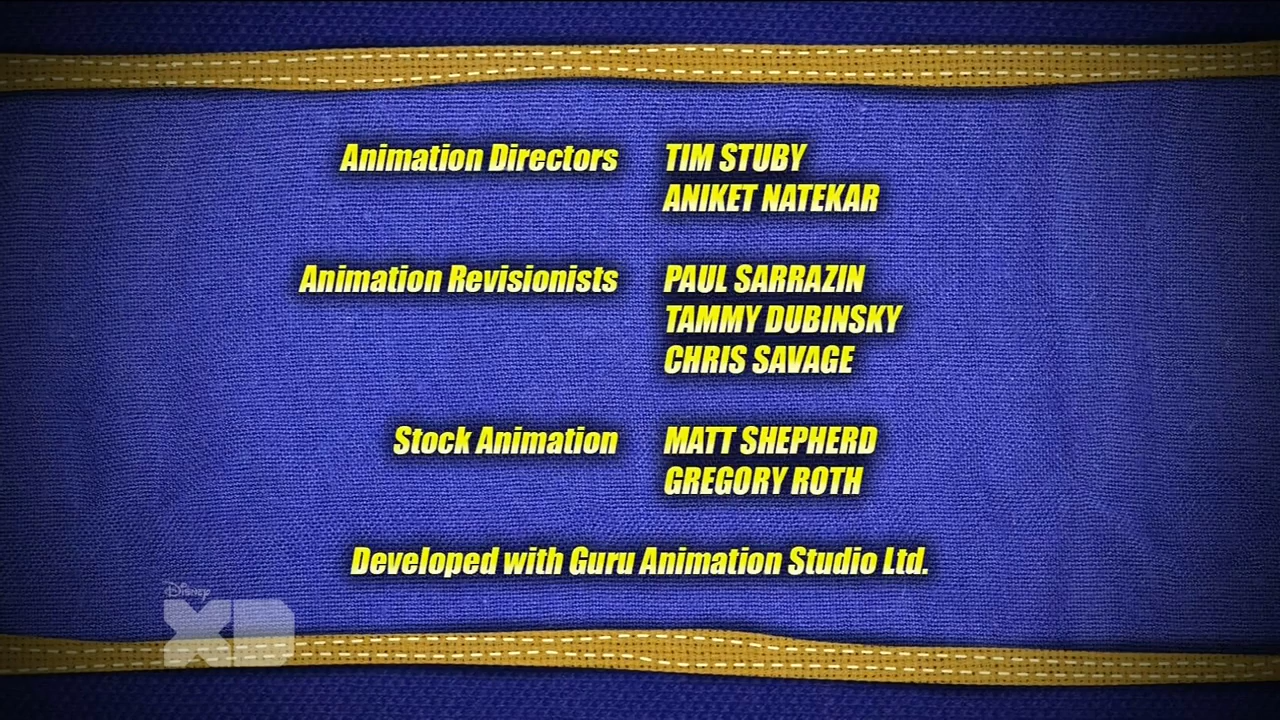 Animation Directors TIM STUBY
ANIKET NATEKAR
Animation Revisionists PAUL SARRAZIN
TAMMY DUBINSKY
CHRIS SAVAGE
Stock Animation MATT SHEPHERD
GREGORY ROTH
Developed with Guru Animation Studio Ltd.
Disney
XD